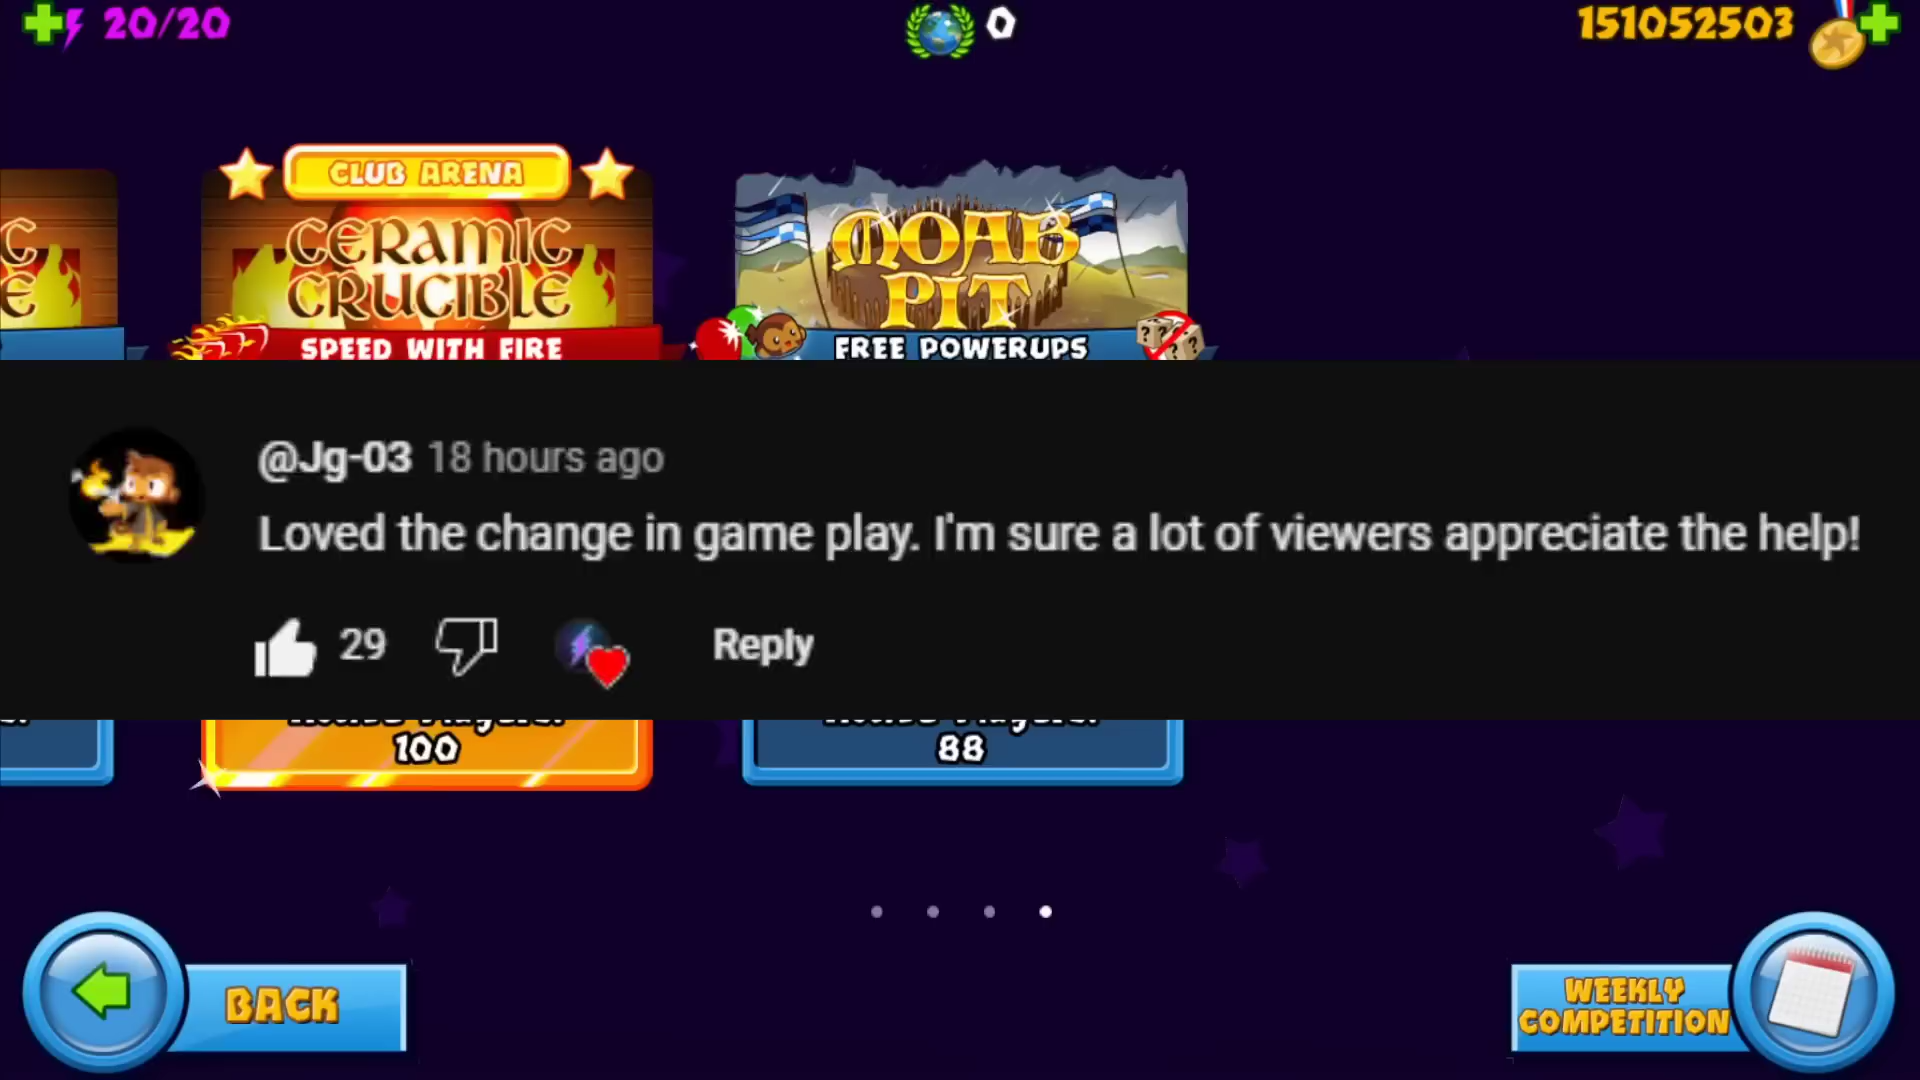 20/20
0
151052503
CLUB ARENA
C
E
CERAMIC
CRUCIBLE
SPEED WITH FIRE
MOAB
PIT
? ?
? ?
FREE POWERUPS
@Jg-03 18 hours ago
Loved the change in game play. I'm sure a lot of viewers appreciate the help!
29
Reply
100
88
BACK
WEEKLY
COMPETITION